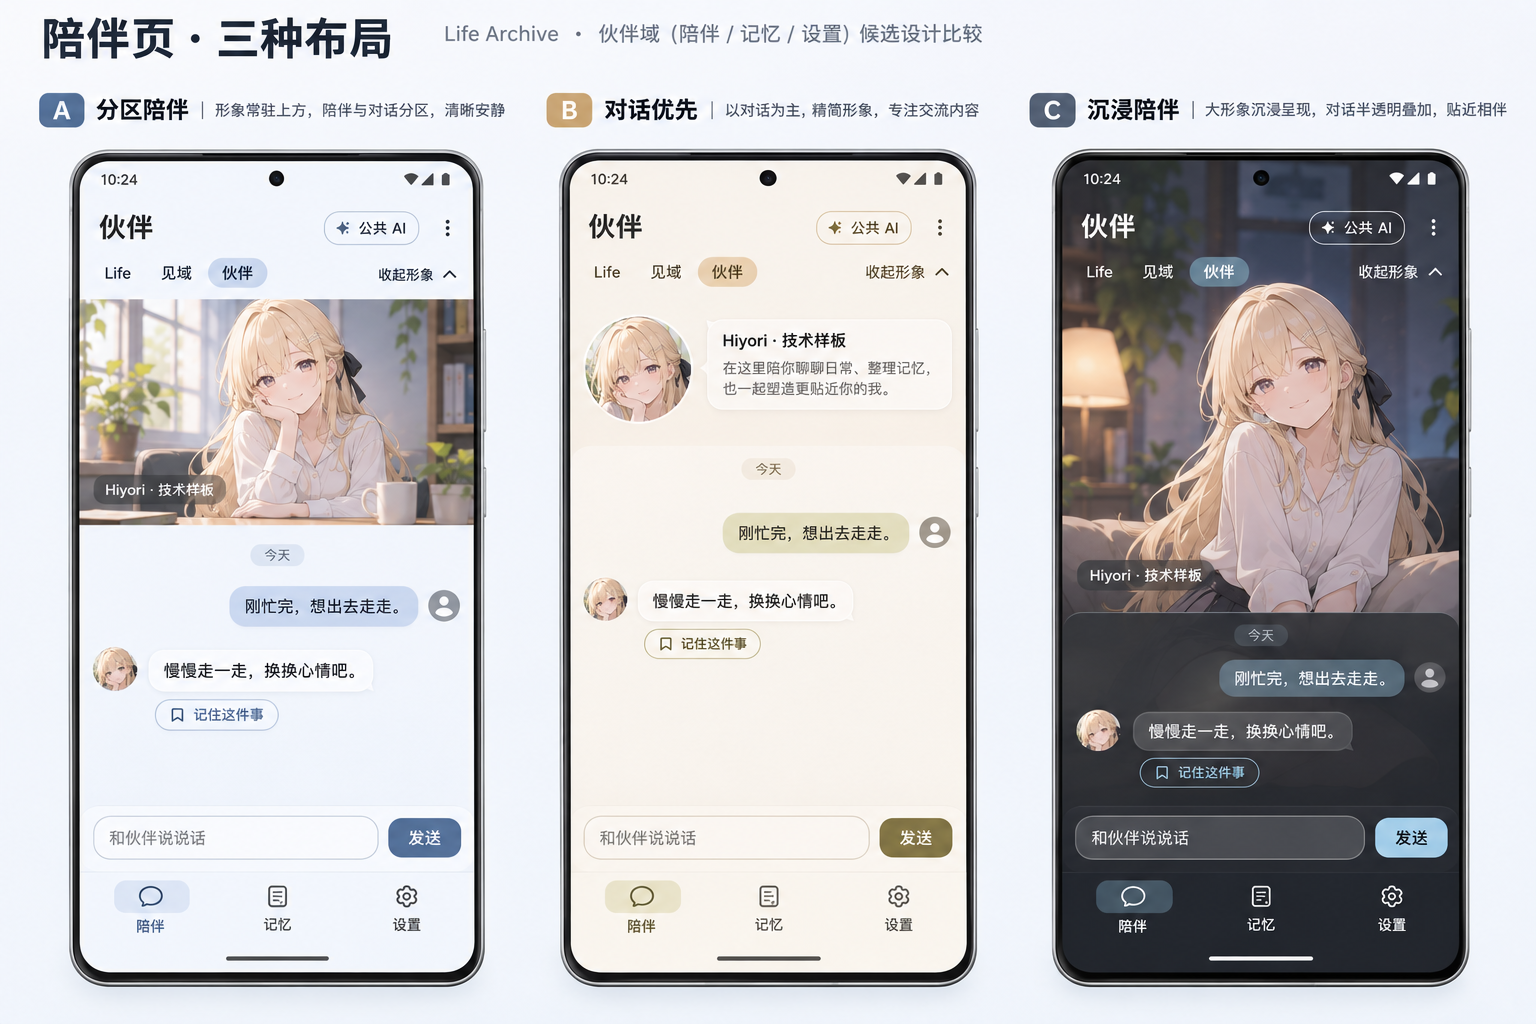 陪伴页 · 三种布局
Life Archive • 伙伴域 (陪伴 / 记忆 / 设置) 候选设计比较
A 分区陪伴 | 形象常驻上方，陪伴与对话分区，清晰安静
10:24
伙伴
公共 AI
Life 见域 伙伴 收起形象
Hiyori · 技术样板
今天
刚忙完，想出去走走。
慢慢走一走，换换心情吧。
记住这件事
和伙伴说说话 发送
陪伴 记忆 设置
B 对话优先 | 以对话为主，精简形象，专注交流内容
10:24
伙伴
公共 AI
Life 见域 伙伴 收起形象
Hiyori · 技术样板
在这里陪你聊聊日常、整理记忆，
也一起塑造更贴近你的我。
今天
刚忙完，想出去走走。
慢慢走一走，换换心情吧。
记住这件事
和伙伴说说话 发送
陪伴 记忆 设置
C 沉浸陪伴 | 大形象沉浸呈现，对话半透明叠加，贴近相伴
10:24
伙伴
公共 AI
Life 见域 伙伴 收起形象
Hiyori · 技术样板
今天
刚忙完，想出去走走。
慢慢走一走，换换心情吧。
记住这件事
和伙伴说说话 发送
陪伴 记忆 设置